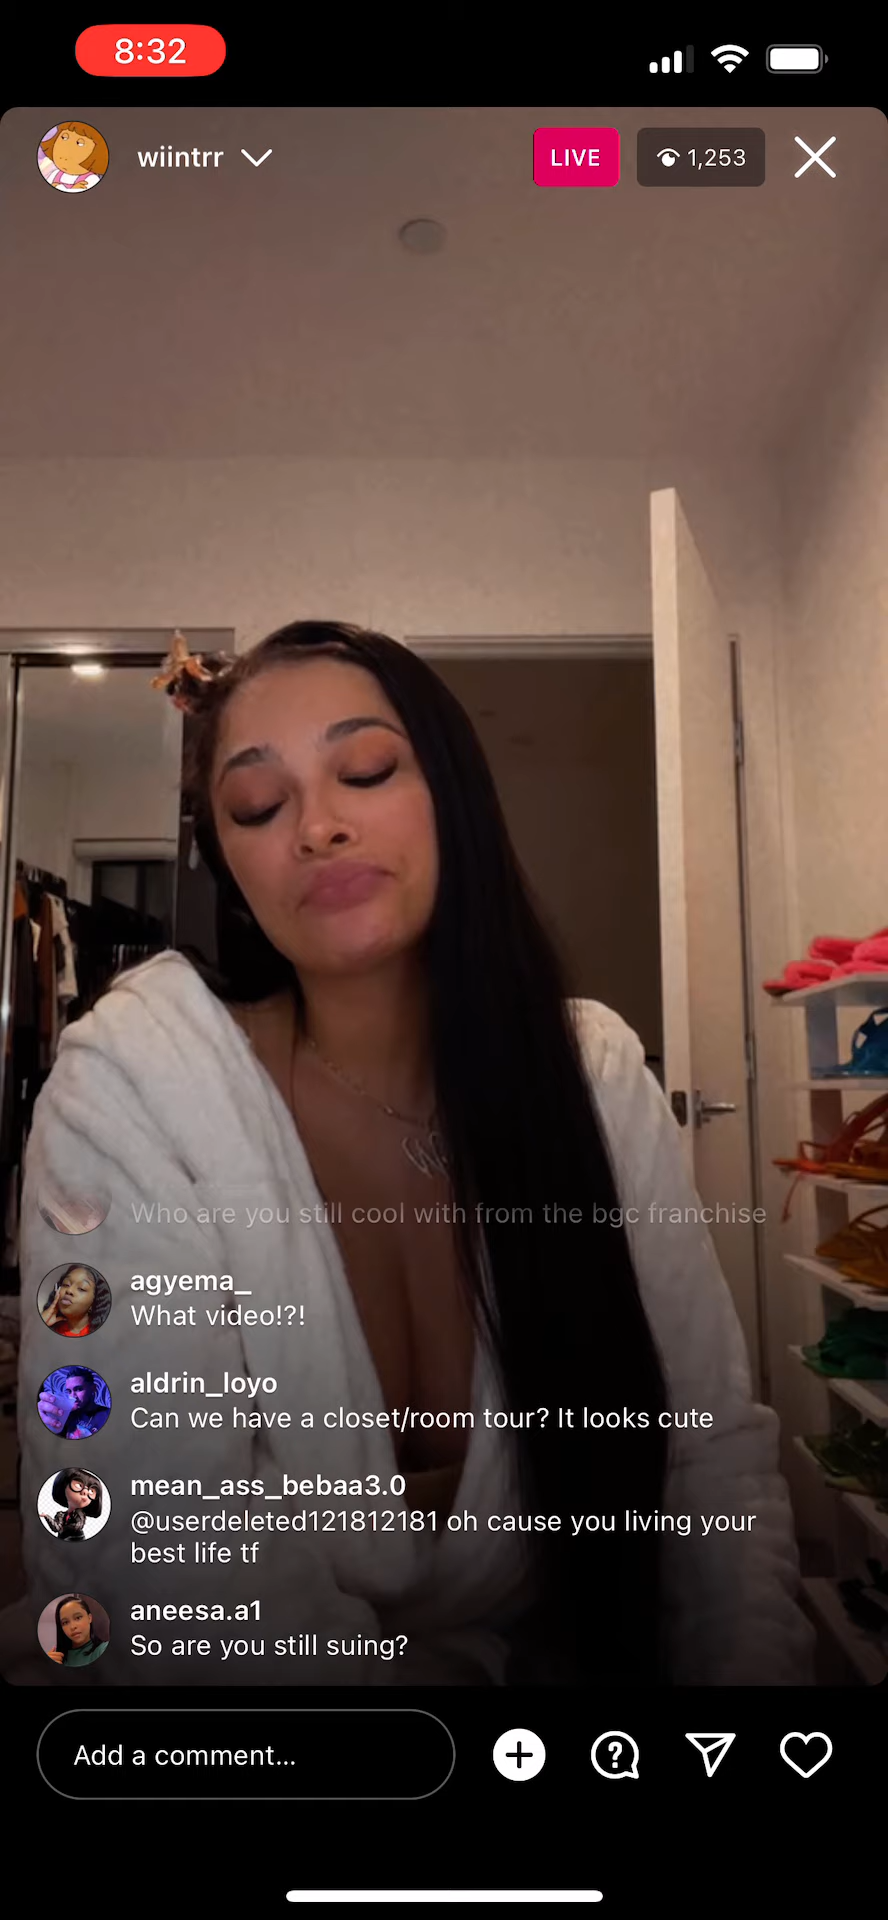 8:32
wiintrr
LIVE
1,253
Who are you still cool with from the bgc franchise
agyema_
What video!?!
aldrin_loyo
Can we have a closet/room tour? It looks cute
mean_ass_bebaa3.0
@userdeleted121812181 oh cause you living your
best life tf
aneesa.a1
So are you still suing?
Add a comment...